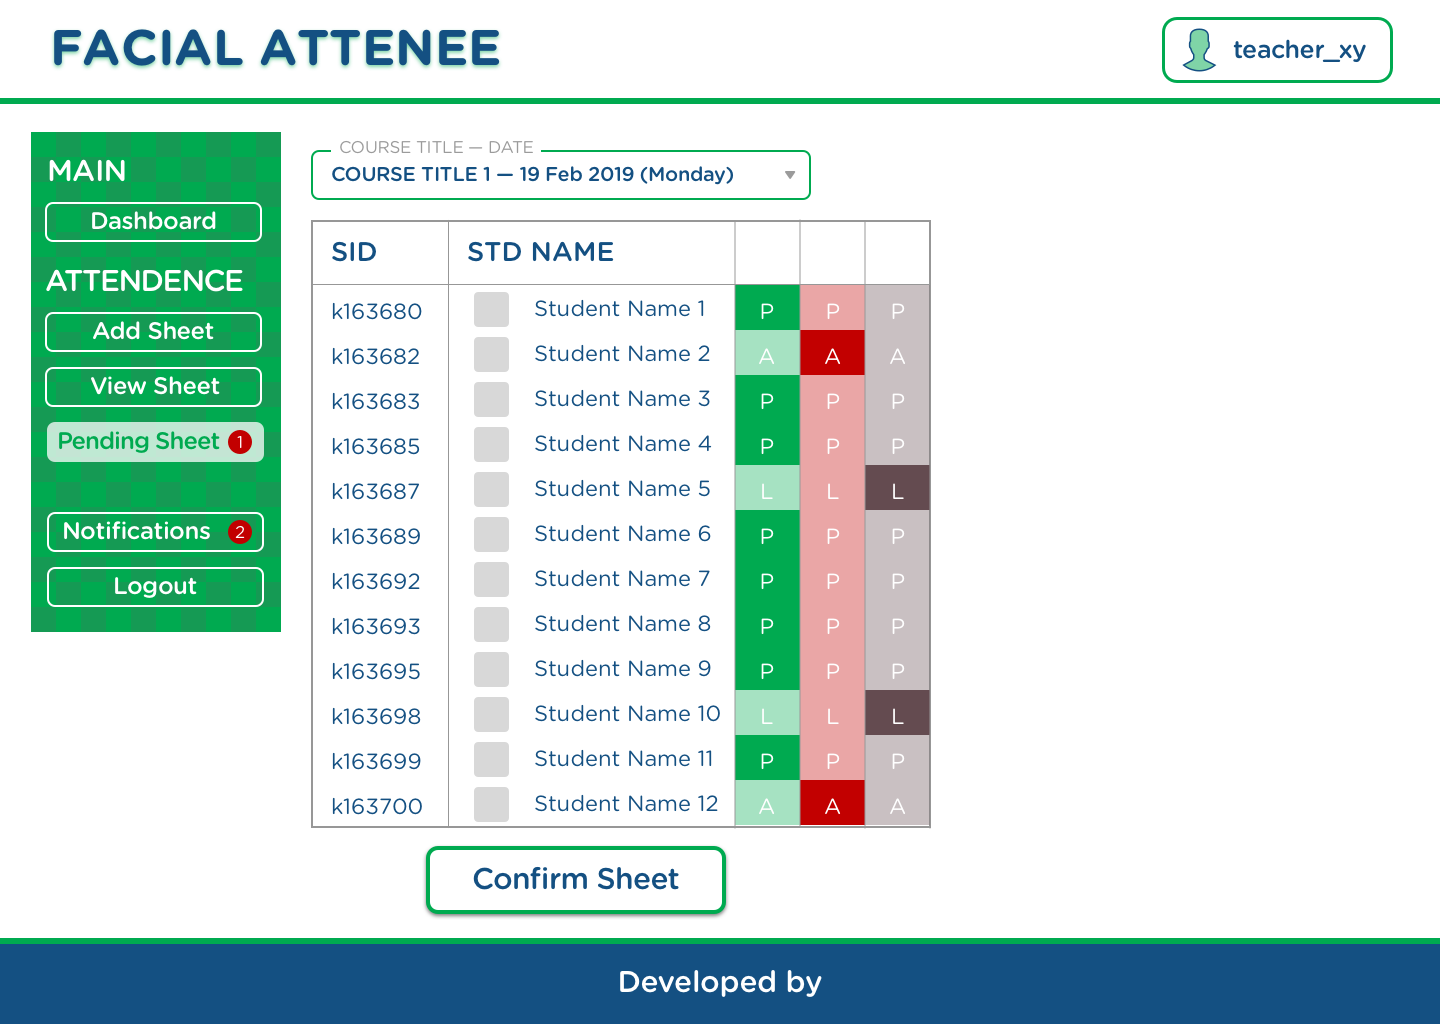 FACIAL ATTENEE
teacher_xy
MAIN
Dashboard
ATTENDENCE
Add Sheet
View Sheet
Pending Sheet 1
Notifications 2
Logout
COURSE TITLE — DATE
COURSE TITLE 1 — 19 Feb 2019 (Monday)
SID STD NAME
k163680 Student Name 1 P P P
k163682 Student Name 2 A A A
k163683 Student Name 3 P P P
k163685 Student Name 4 P P P
k163687 Student Name 5 L L L
k163689 Student Name 6 P P P
k163692 Student Name 7 P P P
k163693 Student Name 8 P P P
k163695 Student Name 9 P P P
k163698 Student Name 10 L L L
k163699 Student Name 11 P P P
k163700 Student Name 12 A A A
Confirm Sheet
Developed by